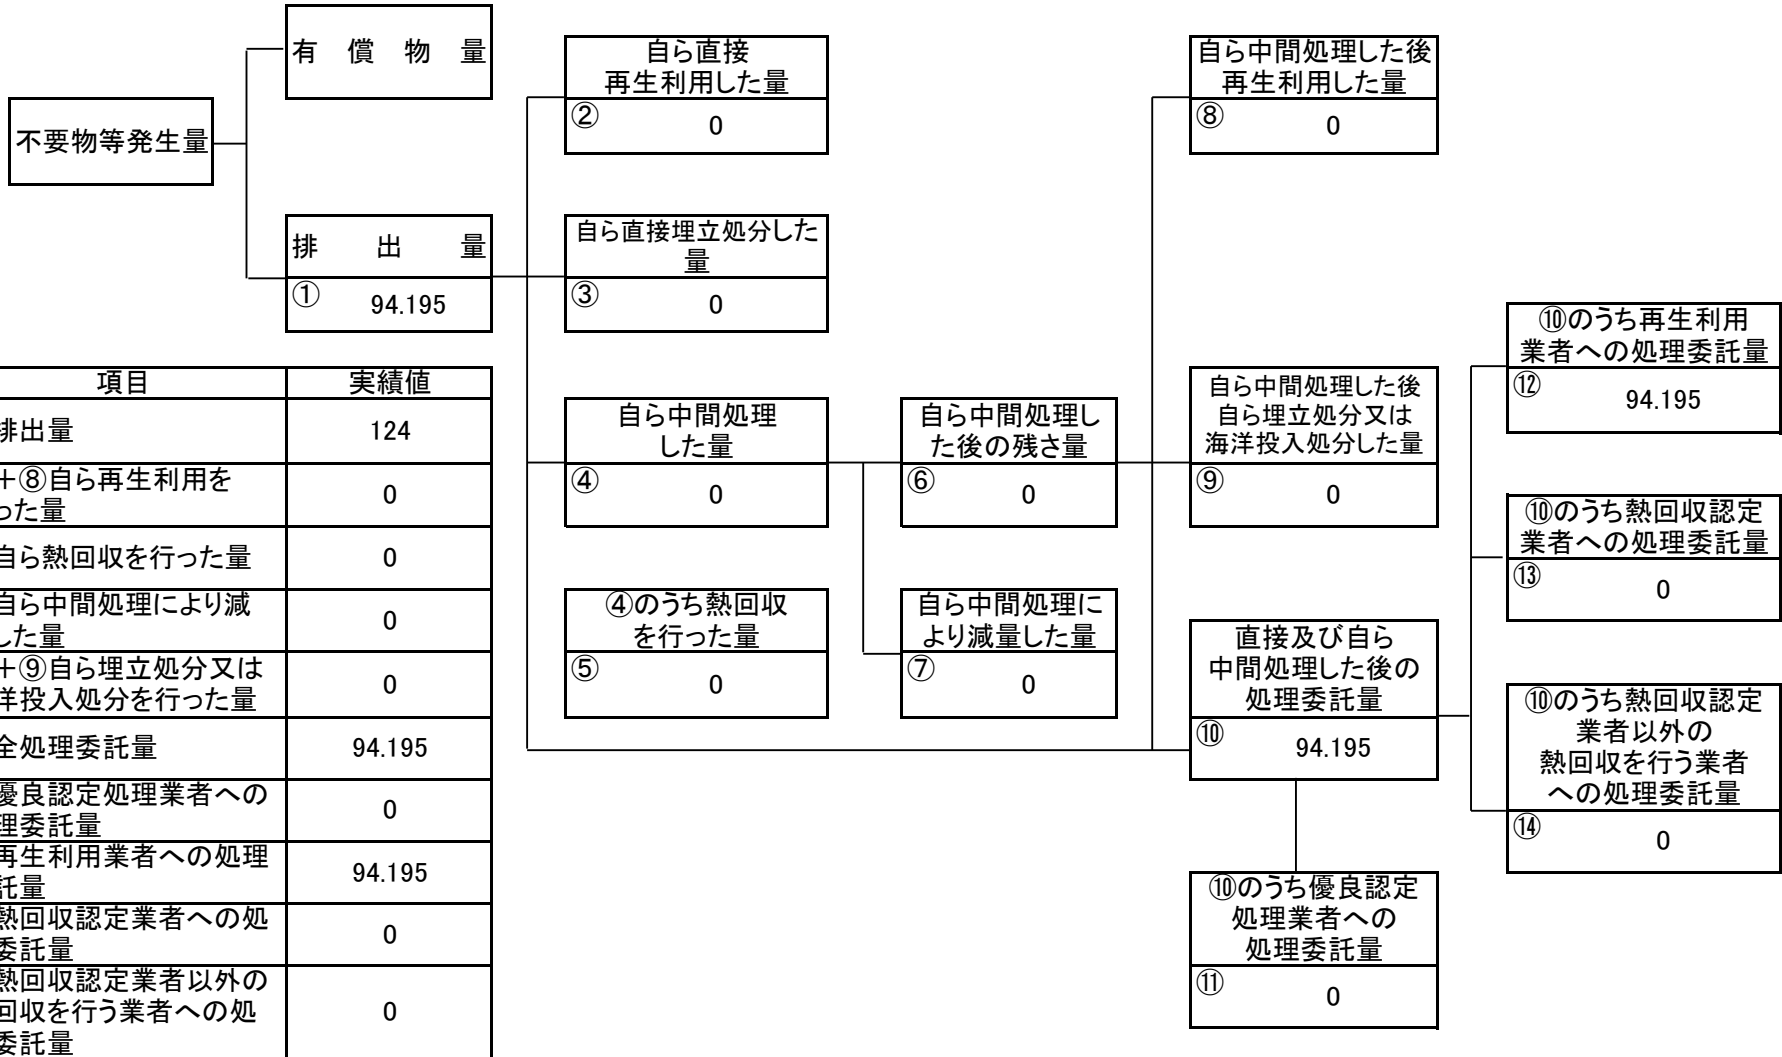 有 償 物 量
不要物等発生量
排 出 量
① 94.195
自ら直接
再生利用した量
② 0
自ら直接埋立処分した
量
③ 0
自ら中間処理
した量
④ 0
④のうち熱回収
を行った量
⑤ 0
自ら中間処理し
た後の残さ量
⑥ 0
自ら中間処理に
より減量した量
⑦ 0
自ら中間処理した後
再生利用した量
⑧ 0
自ら中間処理した後
自ら埋立処分又は
海洋投入処分した量
⑨ 0
直接及び自ら
中間処理した後の
処理委託量
⑩ 94.195
⑩のうち優良認定
処理業者への
処理委託量
⑪ 0
⑩のうち再生利用
業者への処理委託量
⑫ 94.195
⑩のうち熱回収認定
業者への処理委託量
⑬ 0
⑩のうち熱回収認定
業者以外の
熱回収を行う業者
への処理委託量
⑭ 0
項目 実績値
排出量 124
+⑧自ら再生利用を
った量 0
自ら熱回収を行った量 0
自ら中間処理により減
した量 0
+⑨自ら埋立処分又は
洋投入処分を行った量 0
全処理委託量 94.195
優良認定処理業者への
理委託量 0
再生利用業者への処理
託量 94.195
熱回収認定業者への処
委託量 0
熱回収認定業者以外の
回収を行う業者への処
委託量 0